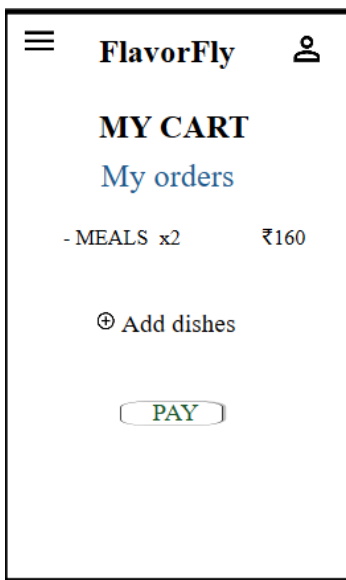 FlavorFly
MY CART
My orders
- MEALS x2 ₹160
Add dishes
PAY